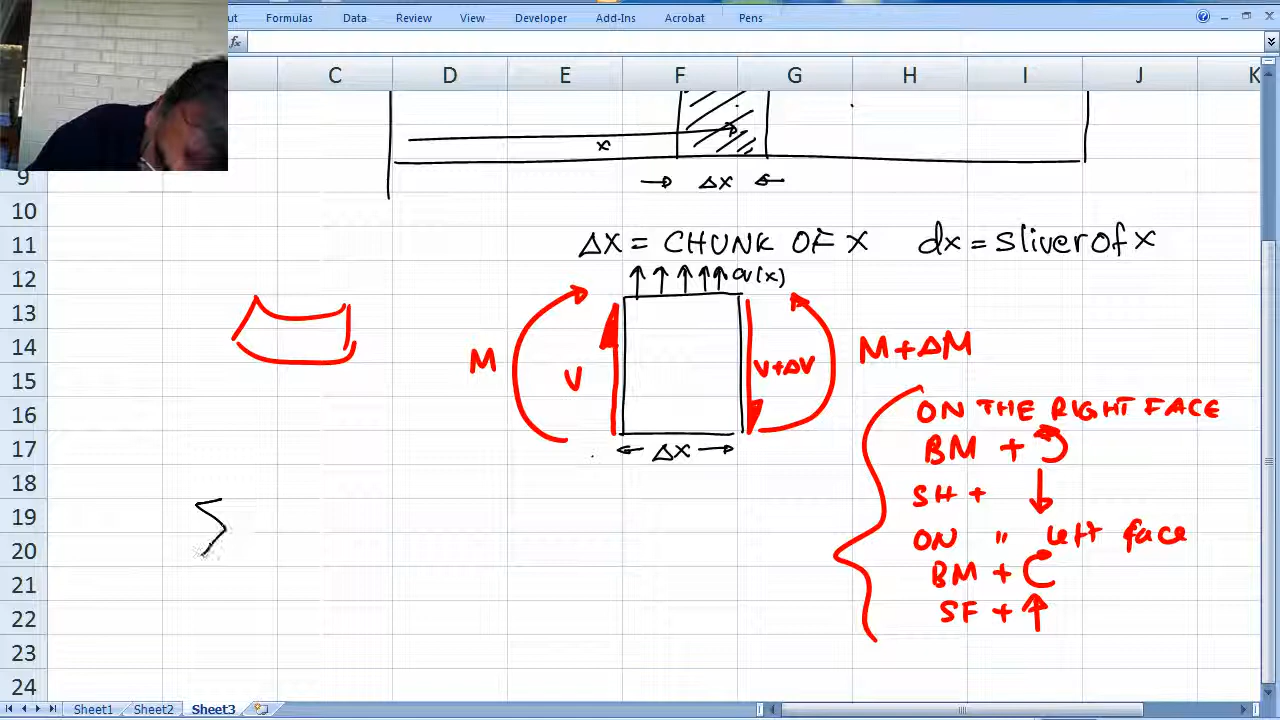 Formulas Data Review View Developer Add-Ins Acrobat Pens
fx
C D E F G H I J K
x
Δx
9
10
11 Δx = CHUNK OF X dx = sliver of x
12 q(x)
13
14 M V V+ΔV M+ΔM
15
16 ON THE RIGHT FACE
17 Δx BM +
18 SH +
19
20 ON " left face
21 BM +
22 SF +
23
24
Sheet1 Sheet2 Sheet3